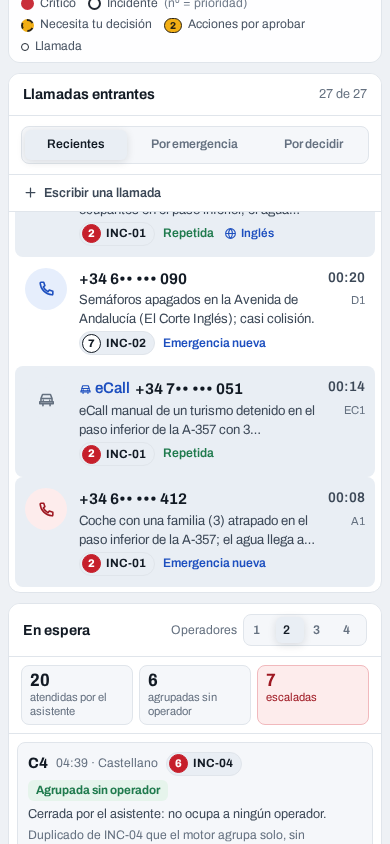 Crítico Incidente (nº = prioridad)
Necesita tu decisión 2 Acciones por aprobar
Llamada
Llamadas entrantes 27 de 27
Recientes Por emergencia Por decidir
+ Escribir una llamada
ocupantes en el paso inferior, el agua...
2 INC-01 Repetida Inglés
+34 6•• ••• 090 00:20
Semáforos apagados en la Avenida de D1
Andalucía (El Corte Inglés); casi colisión.
7 INC-02 Emergencia nueva
eCall +34 7•• ••• 051 00:14
eCall manual de un turismo detenido en el EC1
paso inferior de la A-357 con 3...
2 INC-01 Repetida
+34 6•• ••• 412 00:08
Coche con una familia (3) atrapado en el A1
paso inferior de la A-357; el agua llega a...
2 INC-01 Emergencia nueva
En espera Operadores 1 2 3 4
20 6 7
atendidas por el agrupadas sin escaladas
asistente operador
C4 04:39 · Castellano 6 INC-04
Agrupada sin operador
Cerrada por el asistente: no ocupa a ningún operador.
Duplicado de INC-04 que el motor agrupa solo, sin